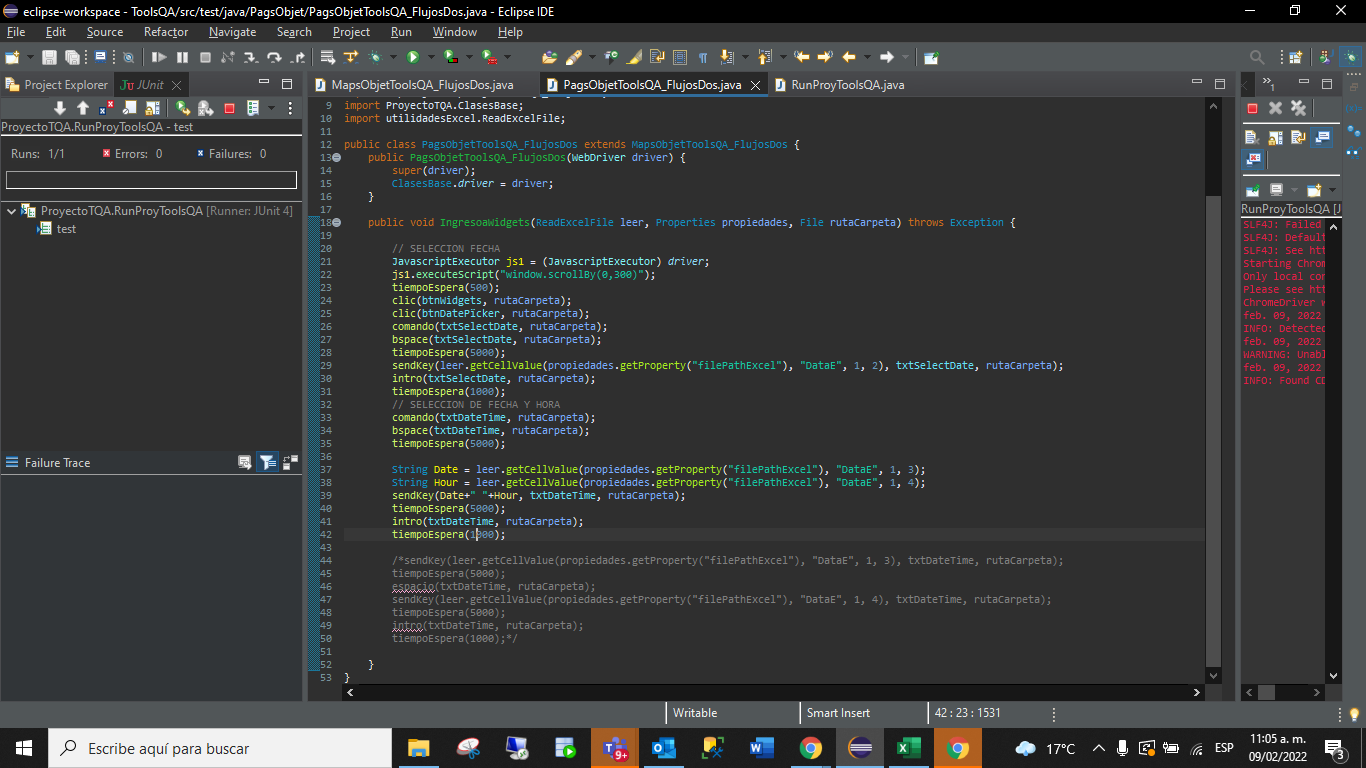 eclipse-workspace - ToolsQA/src/test/java/PagsObjet/PagsObjetToolsQA_FlujosDos.java - Eclipse IDE
File Edit Source Refactor Navigate Search Project Run Window Help
Project Explorer JUnit
MapsObjetToolsQA_FlujosDos.java PagsObjetToolsQA_FlujosDos.java RunProyToolsQA.java
ProyectoTQA.RunProyToolsQA - test
Runs: 1/1 Errors: 0 Failures: 0
ProyectoTQA.RunProyToolsQA [Runner: JUnit 4]
test
Failure Trace
9 import ProyectoTQA.ClasesBase;
10 import utilidadesExcel.ReadExcelFile;
11
12 public class PagsObjetToolsQA_FlujosDos extends MapsObjetToolsQA_FlujosDos {
13 public PagsObjetToolsQA_FlujosDos(WebDriver driver) {
14 super(driver);
15 ClasesBase.driver = driver;
16 }
17
18 public void IngresoaWidgets(ReadExcelFile leer, Properties propiedades, File rutaCarpeta) throws Exception {
19
20 // SELECCION FECHA
21 JavascriptExecutor js1 = (JavascriptExecutor) driver;
22 js1.executeScript("window.scrollBy(0,300)");
23 tiempoEspera(500);
24 clic(btnWidgets, rutaCarpeta);
25 clic(btnDatePicker, rutaCarpeta);
26 comando(txtSelectDate, rutaCarpeta);
27 bspace(txtSelectDate, rutaCarpeta);
28 tiempoEspera(5000);
29 sendKey(leer.getCellValue(propiedades.getProperty("filePathExcel"), "DataE", 1, 2), txtSelectDate, rutaCarpeta);
30 intro(txtSelectDate, rutaCarpeta);
31 tiempoEspera(1000);
32 // SELECCION DE FECHA Y HORA
33 comando(txtDateTime, rutaCarpeta);
34 bspace(txtDateTime, rutaCarpeta);
35 tiempoEspera(5000);
36
37 String Date = leer.getCellValue(propiedades.getProperty("filePathExcel"), "DataE", 1, 3);
38 String Hour = leer.getCellValue(propiedades.getProperty("filePathExcel"), "DataE", 1, 4);
39 sendKey(Date+" "+Hour, txtDateTime, rutaCarpeta);
40 tiempoEspera(5000);
41 intro(txtDateTime, rutaCarpeta);
42 tiempoEspera(1000);
43
44 /*sendKey(leer.getCellValue(propiedades.getProperty("filePathExcel"), "DataE", 1, 3), txtDateTime, rutaCarpeta);
45 tiempoEspera(5000);
46 espacio(txtDateTime, rutaCarpeta);
47 sendKey(leer.getCellValue(propiedades.getProperty("filePathExcel"), "DataE", 1, 4), txtDateTime, rutaCarpeta);
48 tiempoEspera(5000);
49 intro(txtDateTime, rutaCarpeta);
50 tiempoEspera(1000);*/
51
52 }
53 }
1
RunProyToolsQA [J
SLF4J: Failed
SLF4J: Default
SLF4J: See htt
Starting Chrom
Only local con
Please see htt
ChromeDriver w
feb. 09, 2022
INFO: Detected
feb. 09, 2022
WARNING: Unabl
feb. 09, 2022
INFO: Found CD
Writable Smart Insert 42 : 23 : 1531
Escribe aquí para buscar
9+
17°C ESP 11:05 a. m.
09/02/2022
3